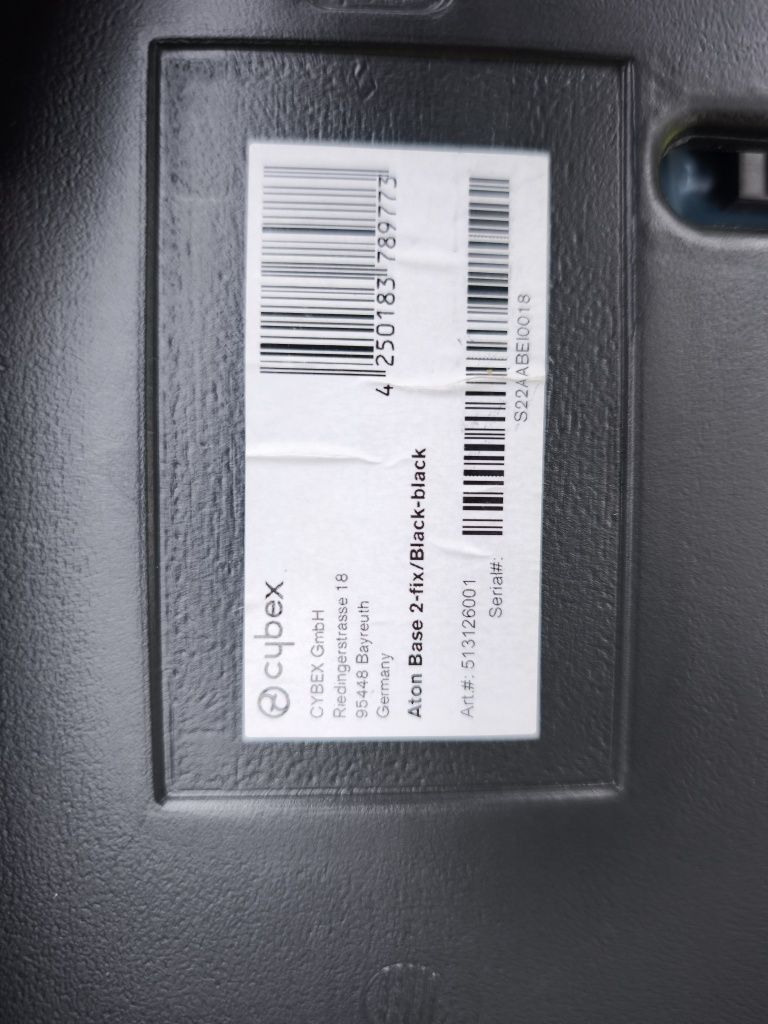 cybex
CYBEX GmbH
Riedingerstrasse 18
95448 Bayreuth
Germany
4 250183 789773
Aton Base 2-fix/Black-black
Art.#: 513126001
Serial#:
S22AABEI0018